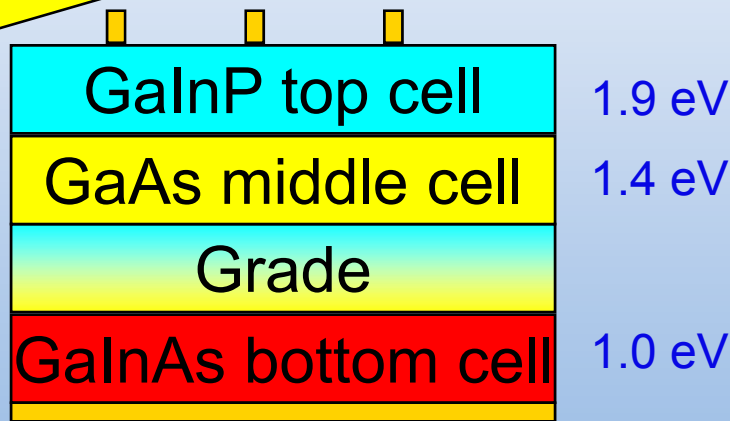 GaInP top cell
1.9 eV
GaAs middle cell
1.4 eV
Grade
GaInAs bottom cell
1.0 eV